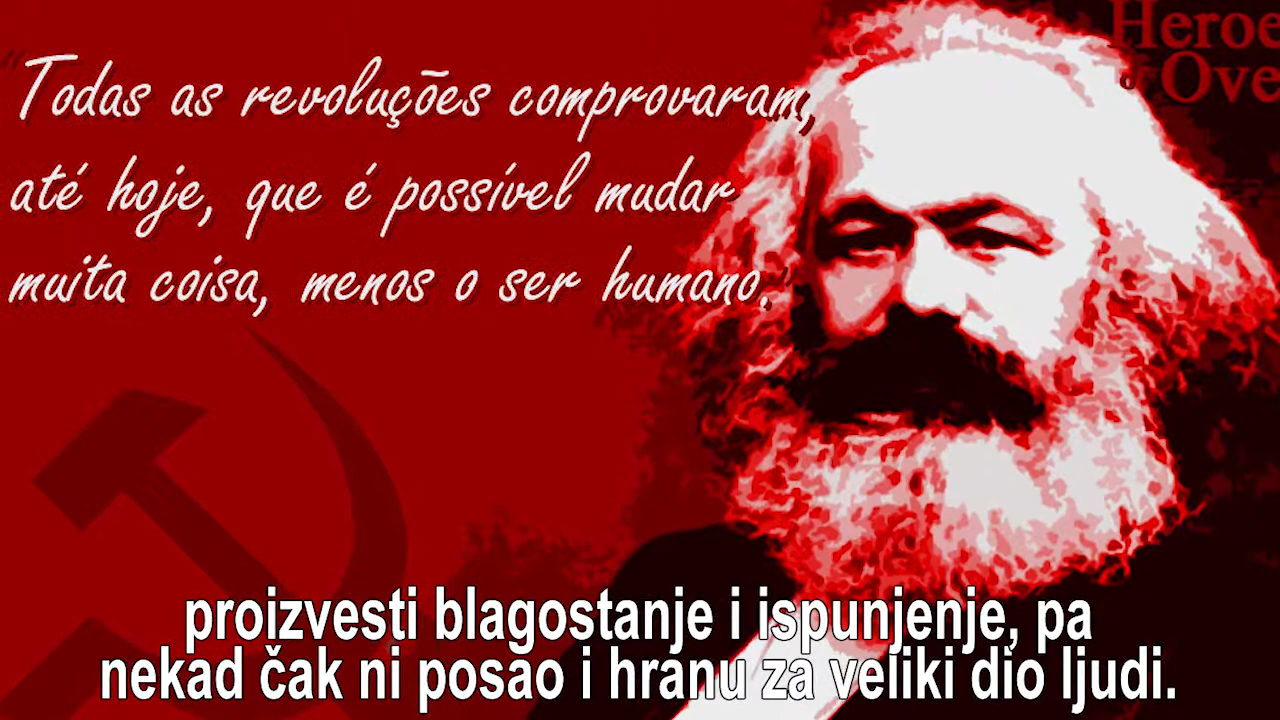 "Todas as revoluções comprovaram,
até hoje, que é possível mudar
muita coisa, menos o ser humano."
proizvesti blagostanje i ispunjenje, pa
nekad čak ni posao i hranu za veliki dio ljudi.